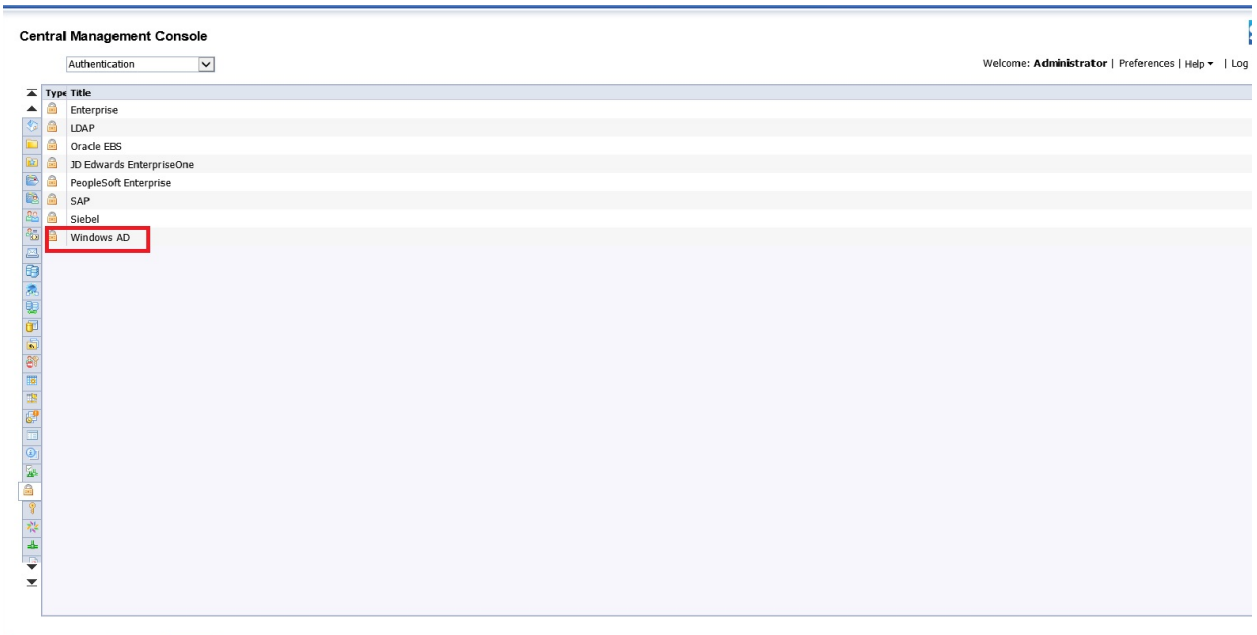 Central Management Console
Authentication
Welcome: Administrator | Preferences | Help | Log
Type Title
Enterprise
LDAP
Oracle EBS
JD Edwards EnterpriseOne
PeopleSoft Enterprise
SAP
Siebel
Windows AD